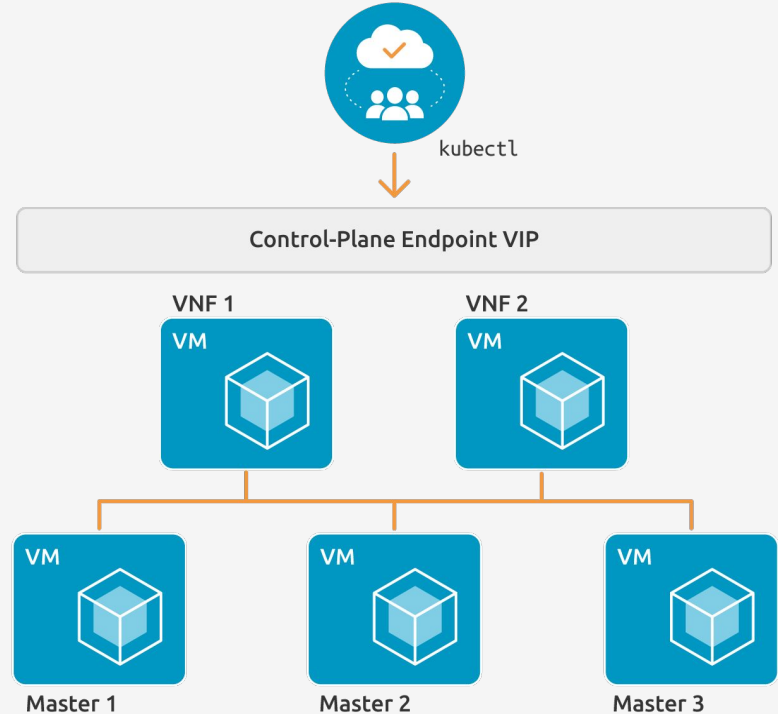 kubectl
Control-Plane Endpoint VIP
VNF 1
VNF 2
VM
VM
VM
VM
VM
Master 1
Master 2
Master 3